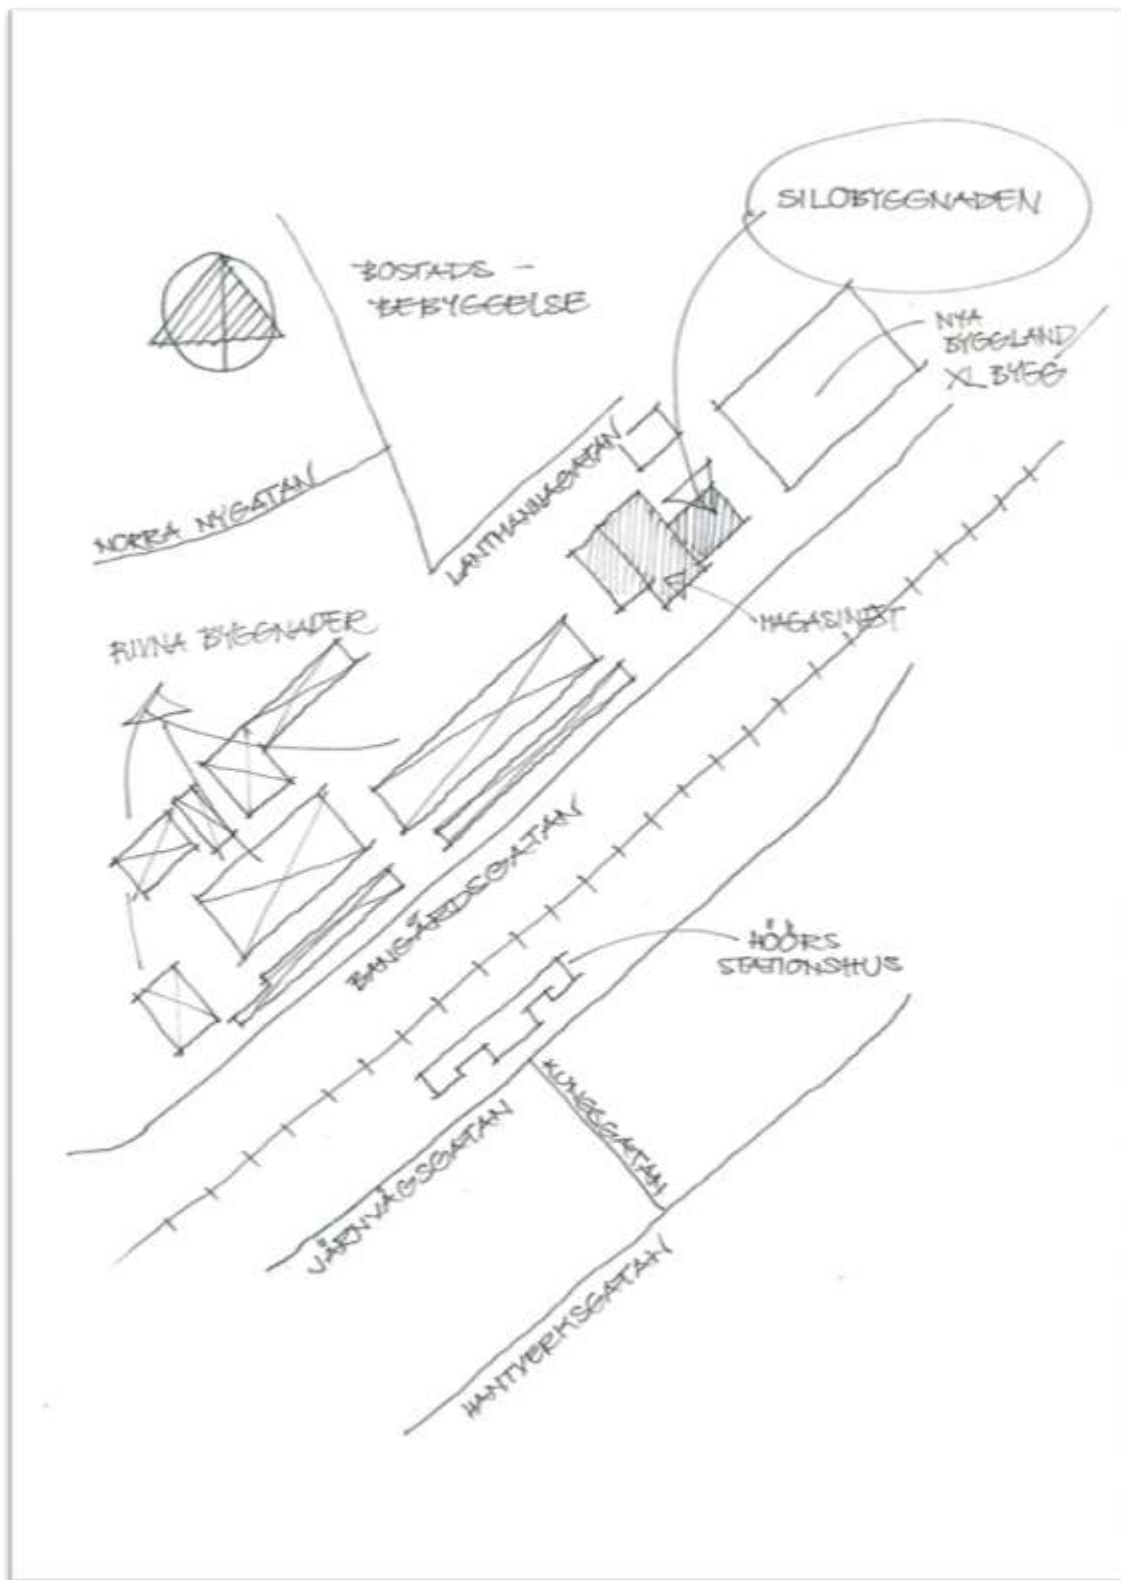 SILOBYGGNADEN
BOSTADS -
BEBYGGELSE
NYA
BYGGLAND
XL BYGG
LANTMANNAGATAN
NORRA NYGATAN
MAGASINET
RIVNA BYGGNADER
BANGÅRDSGATAN
HÖÖRS
STATIONSHUS
KUNGSGATAN
JÄRNVÄGSGATAN
HANTVERKSGATAN